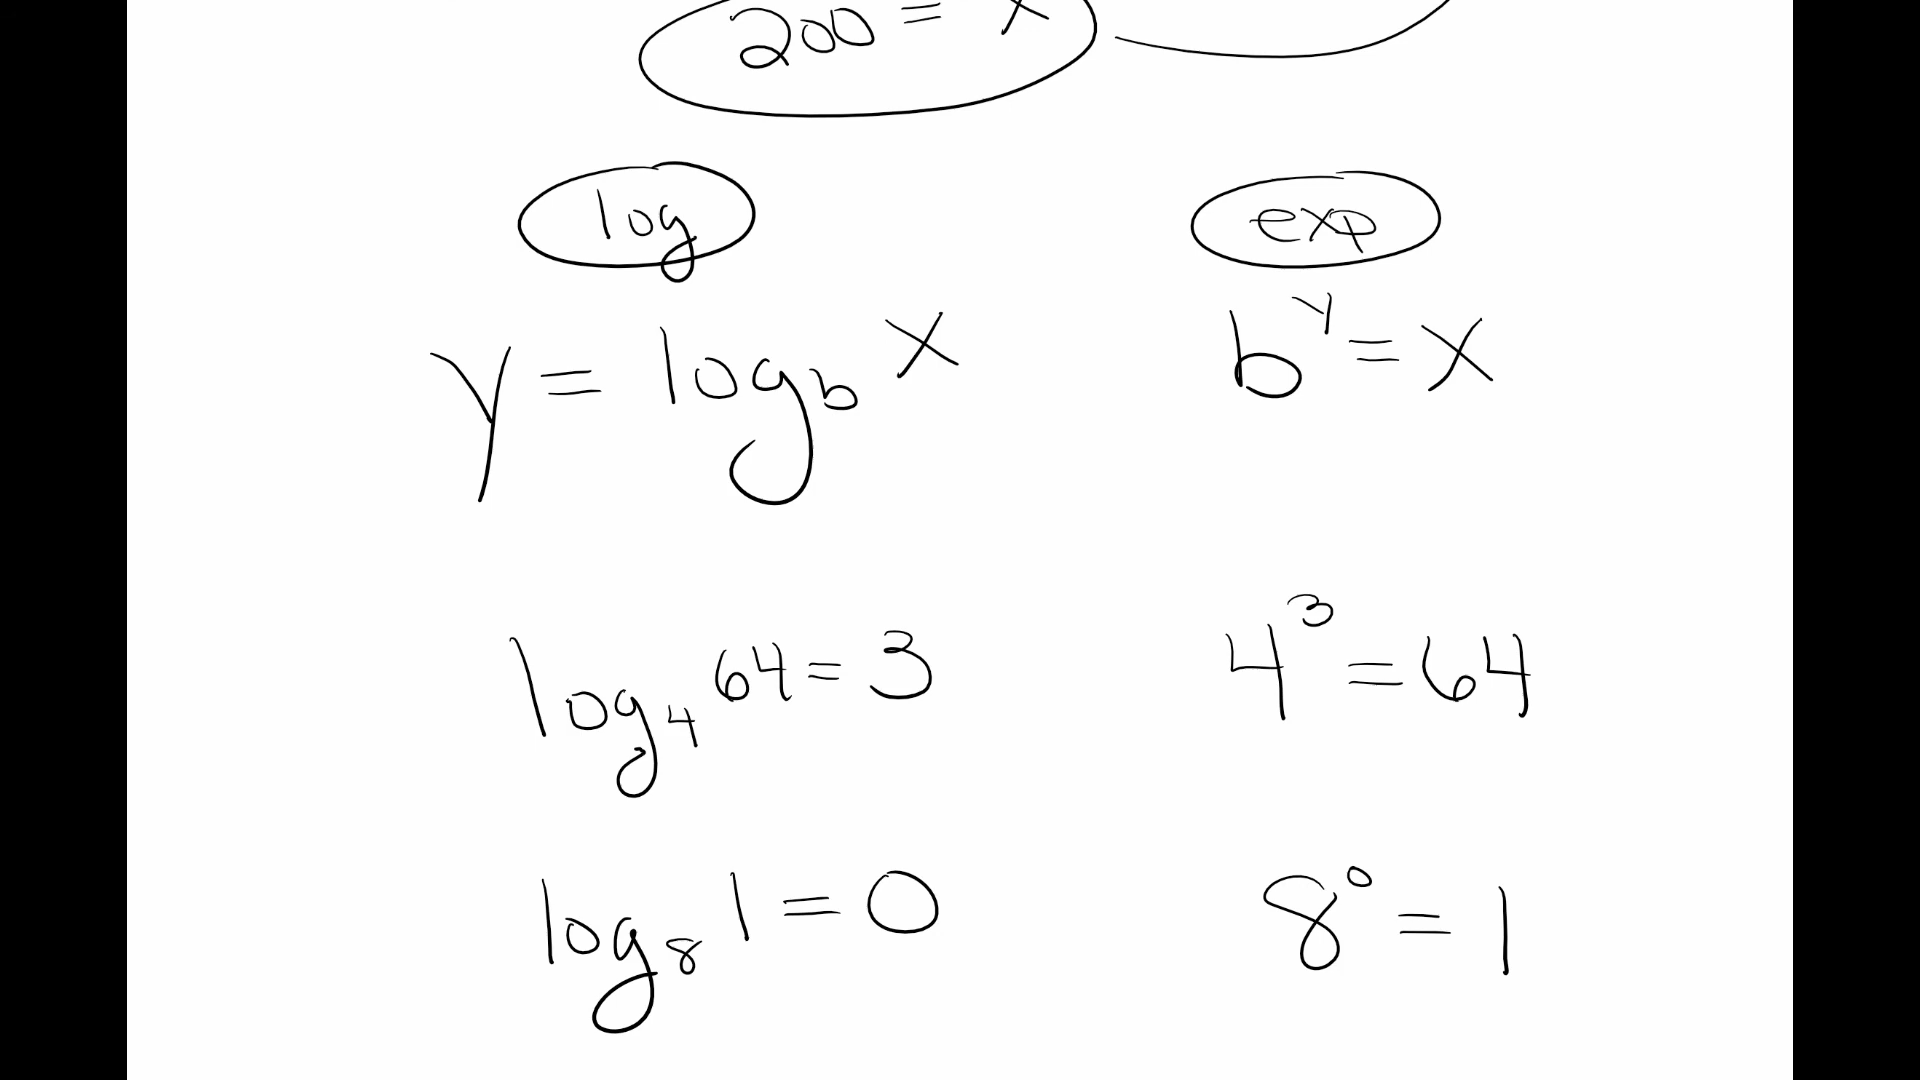 200 = x
log exp
y = log_b x b^y = x
log_4 64 = 3 4^3 = 64
log_8 1 = 0 8^0 = 1